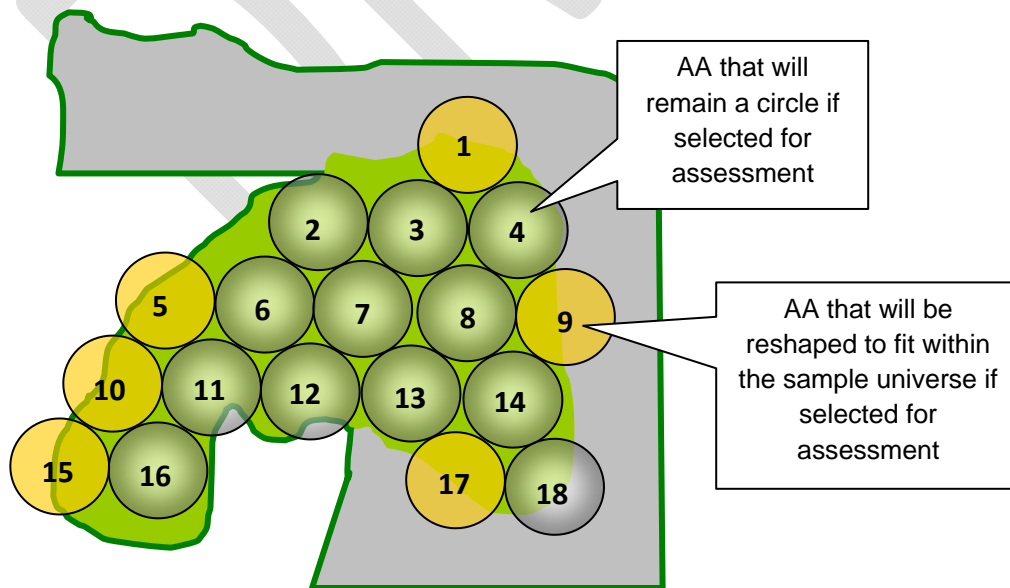 AA that will
remain a circle if
selected for
assessment
1
2
3
4
5
6
7
8
9
AA that will be
reshaped to fit within
the sample universe if
selected for
assessment
10
11
12
13
14
15
16
17
18